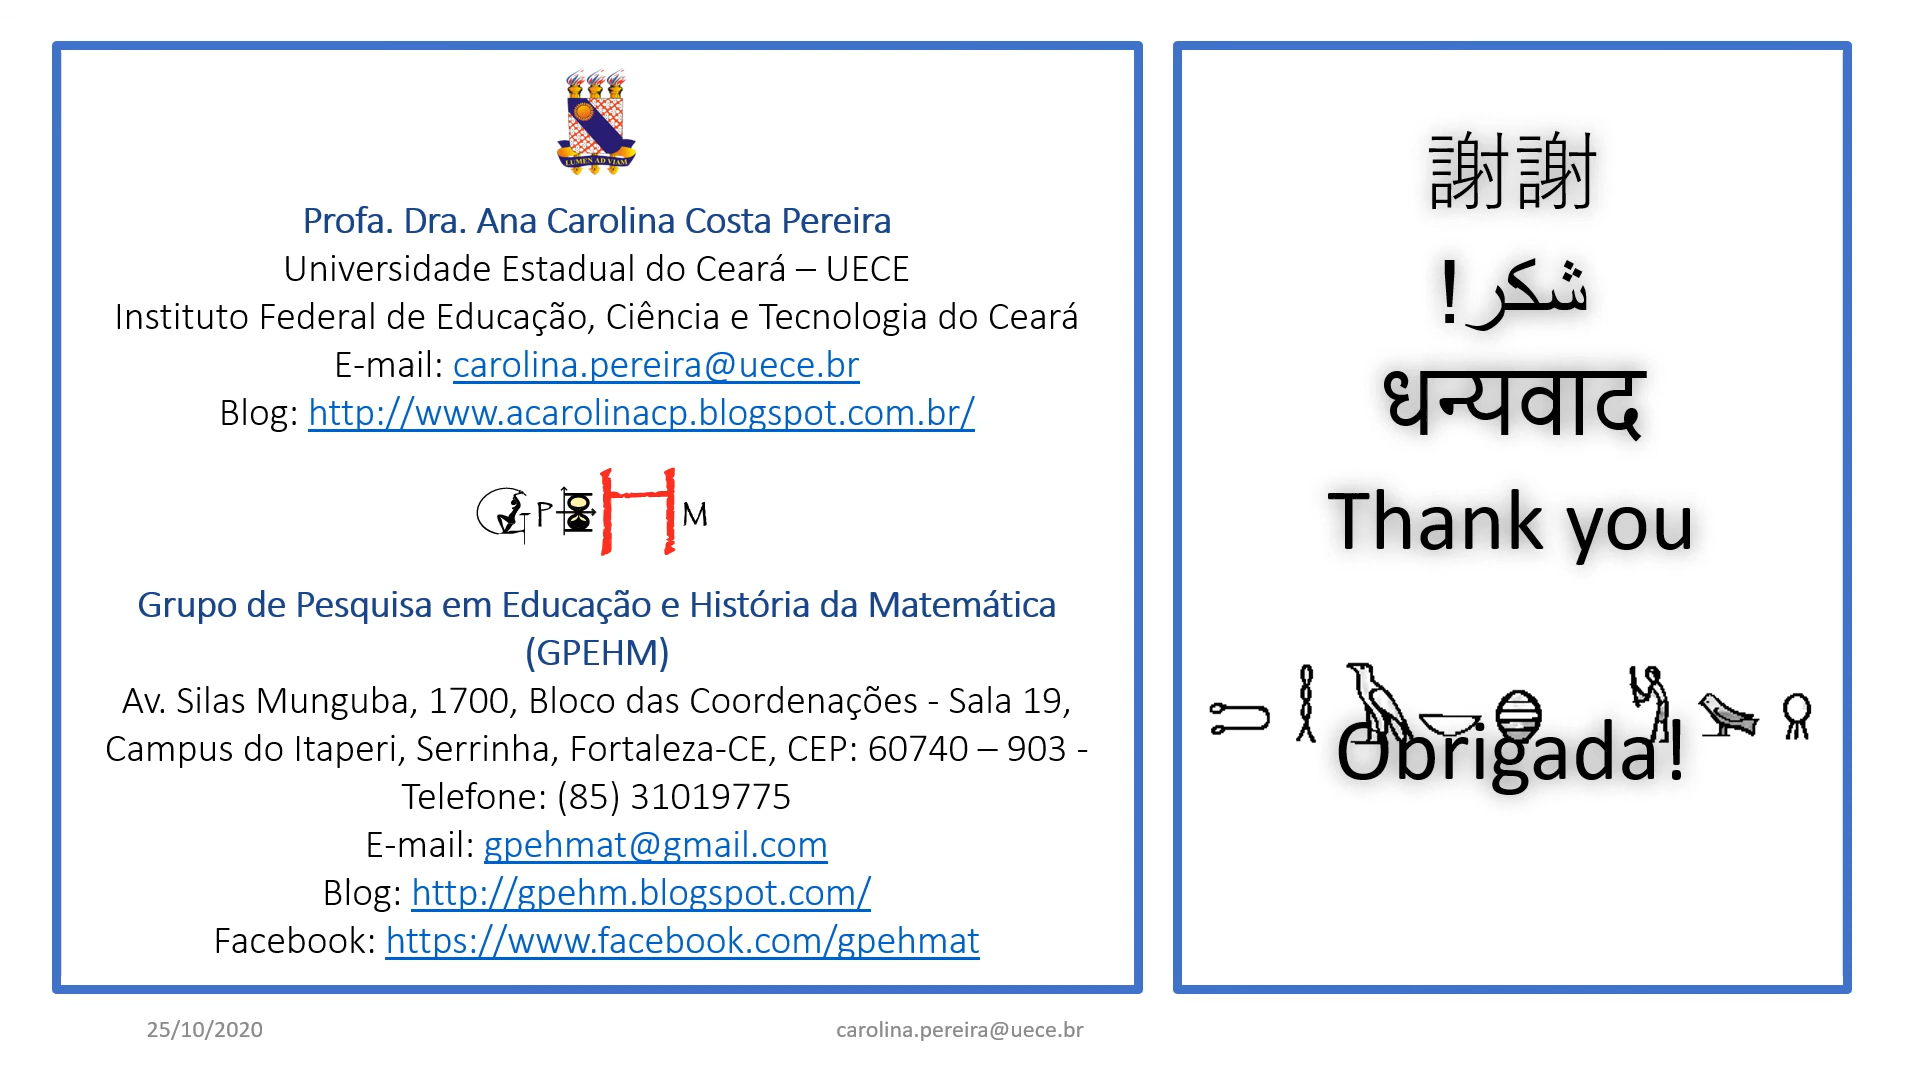 LUMEN AD VIAM
Profa. Dra. Ana Carolina Costa Pereira
Universidade Estadual do Ceará – UECE
Instituto Federal de Educação, Ciência e Tecnologia do Ceará
E-mail: carolina.pereira@uece.br
Blog: http://www.acarolinacp.blogspot.com.br/
G P E H M
Grupo de Pesquisa em Educação e História da Matemática
(GPEHM)
Av. Silas Munguba, 1700, Bloco das Coordenações - Sala 19,
Campus do Itaperi, Serrinha, Fortaleza-CE, CEP: 60740 – 903 -
Telefone: (85) 31019775
E-mail: gpehmat@gmail.com
Blog: http://gpehm.blogspot.com/
Facebook: https://www.facebook.com/gpehmat
謝謝
شكر!
धन्यवाद
Thank you
Obrigada!
25/10/2020
carolina.pereira@uece.br